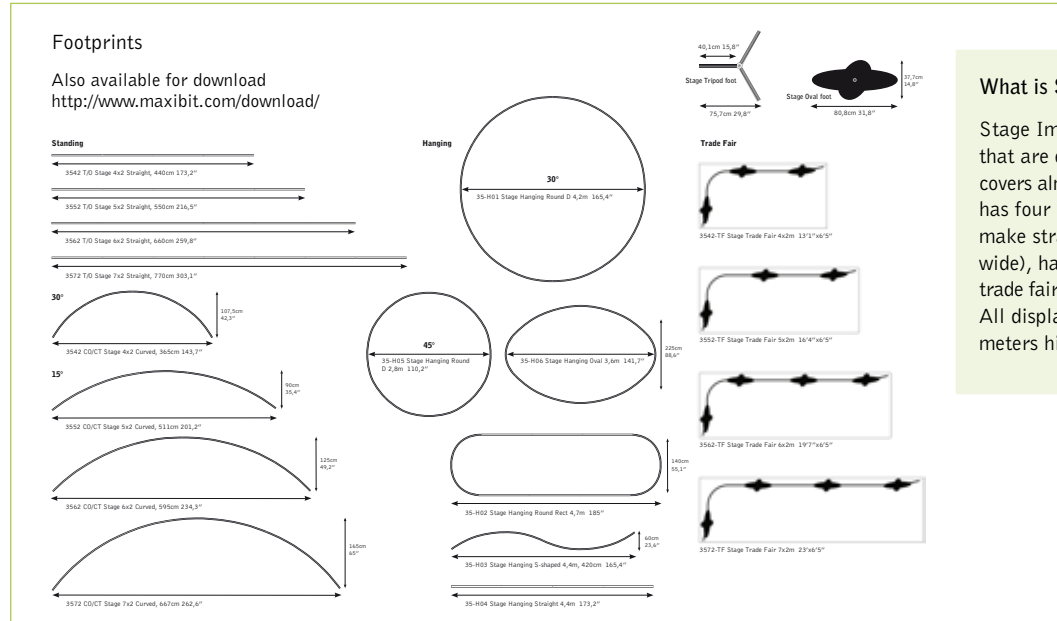 Footprints
Also available for download
http://www.maxibit.com/download/
Standing
3542 T/O Stage 4x2 Straight, 440cm 173,2”
3552 T/O Stage 5x2 Straight, 550cm 216,5”
3562 T/O Stage 6x2 Straight, 660cm 259,8”
3572 T/O Stage 7x2 Straight, 770cm 303,1”
30°
107,5cm
42,3”
3542 CO/CT Stage 4x2 Curved, 365cm 143,7”
15°
90cm
35,4”
3552 CO/CT Stage 5x2 Curved, 511cm 201,2”
125cm
49,2”
3562 CO/CT Stage 6x2 Curved, 595cm 234,3”
165cm
65”
3572 CO/CT Stage 7x2 Curved, 667cm 262,6”
Hanging
30°
35-H01 Stage Hanging Round D 4,2m 165,4”
45°
35-H05 Stage Hanging Round
D 2,8m 110,2”
35-H06 Stage Hanging Oval 3,6m 141,7”
225cm
88,6”
140cm
55,1”
35-H02 Stage Hanging Round Rect 4,7m 185”
60cm
23,6”
35-H03 Stage Hanging S-shaped 4,4m, 420cm 165,4”
35-H04 Stage Hanging Straight 4,4m 173,2”
40,1cm 15,8”
Stage Tripod foot
75,7cm 29,8”
Stage Oval foot
37,7cm
14,8”
80,8cm 31,8”
Trade Fair
3542-TF Stage Trade Fair 4x2m 13’1”x6’5”
3552-TF Stage Trade Fair 5x2m 16’4”x6’5”
3562-TF Stage Trade Fair 6x2m 19’7”x6’5”
3572-TF Stage Trade Fair 7x2m 23’x6’5”
What is
Stage
that are
covers
has four
make
wide),
trade fair
All
meters